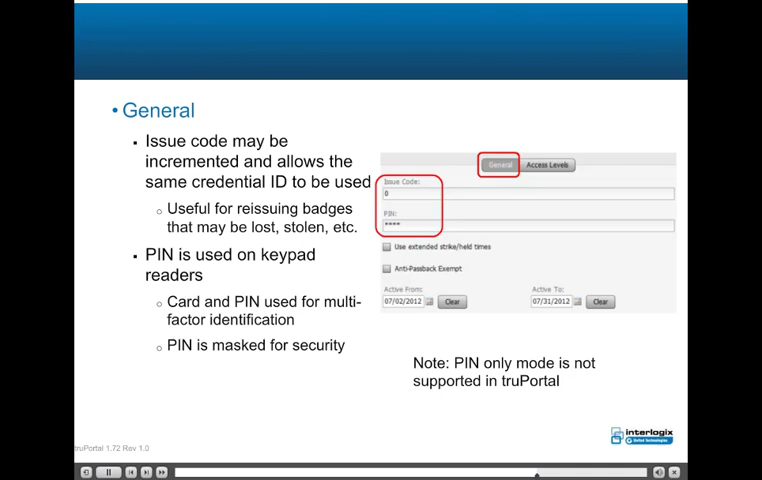 • General
▪ Issue code may be
incremented and allows the
same credential ID to be used
○ Useful for reissuing badges
that may be lost, stolen, etc.
▪ PIN is used on keypad
readers
○ Card and PIN used for multi-
factor identification
○ PIN is masked for security
General Access Levels
Issue Code:
0
PIN:
****
Use extended strike/held times
Anti-Passback Exempt
Active From: Active To:
07/02/2012 Clear 07/31/2012 Clear
Note: PIN only mode is not
supported in truPortal
interlogix
truPortal 1.72 Rev 1.0